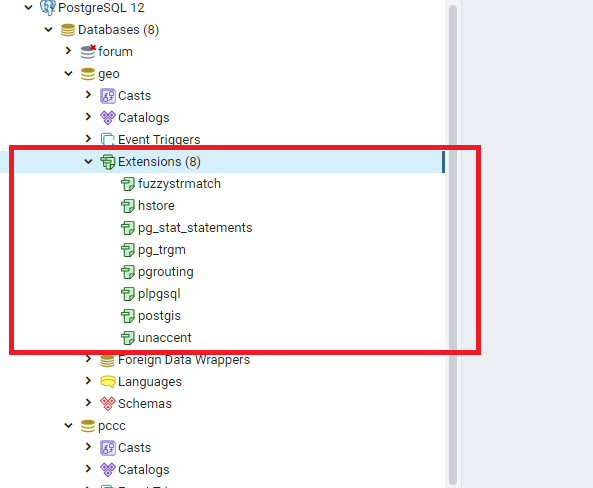 PostgreSQL 12
Databases (8)
forum
geo
Casts
Catalogs
Event Triggers
Extensions (8)
fuzzystrmatch
hstore
pg_stat_statements
pg_trgm
pgrouting
plpgsql
postgis
unaccent
Foreign Data Wrappers
Languages
Schemas
pccc
Casts
Catalogs